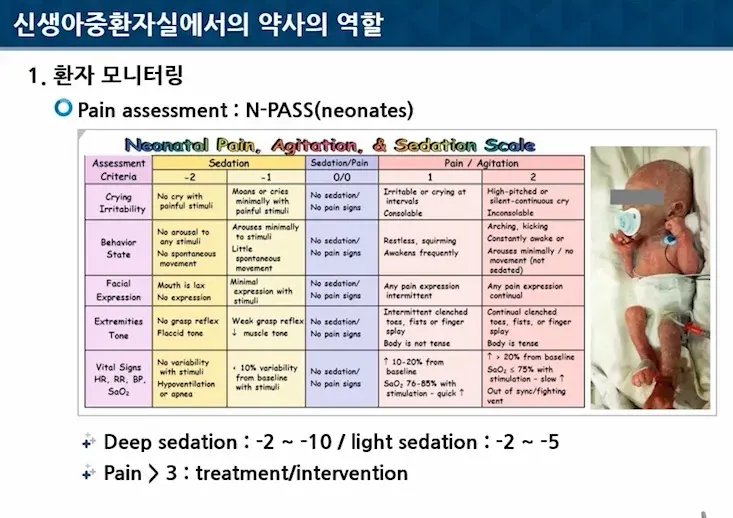 신생아중환자실에서의 약사의 역할
1. 환자 모니터링
Pain assessment : N-PASS(neonates)
Neonatal Pain, Agitation, & Sedation Scale
Assessment Criteria Sedation Sedation/Pain Pain / Agitation
-2 -1 0/0 1 2
Crying Irritability
No cry with painful stimuli
Moans or cries minimally with painful stimuli
No sedation/ No pain signs
Irritable or crying at intervals Consolable
High-pitched or silent-continuous cry Inconsolable
Behavior State
No arousal to any stimuli No spontaneous movement
Arouses minimally to stimuli Little spontaneous movement
No sedation/ No pain signs
Restless, squirming Awakens frequently
Arching, kicking Constantly awake or Arouses minimally / no movement (not sedated)
Facial Expression
Mouth is lax No expression
Minimal expression with stimuli
No sedation/ No pain signs
Any pain expression intermittent
Any pain expression continual
Extremities Tone
No grasp reflex Flaccid tone
Weak grasp reflex ↓ muscle tone
No sedation/ No pain signs
Intermittent clenched toes, fists or finger splay Body is not tense
Continual clenched toes, fists, or finger splay Body is tense
Vital Signs HR, RR, BP, SaO₂
No variability with stimuli Hypoventilation or apnea
< 10% variability from baseline with stimuli
No sedation/ No pain signs
↑ 10-20% from baseline SaO₂ 76-85% with stimulation - quick ↑
↑ > 20% from baseline SaO₂ ≤ 75% with stimulation - slow ↑ Out of sync/fighting vent
Deep sedation : -2 ~ -10 / light sedation : -2 ~ -5
Pain > 3 : treatment/intervention